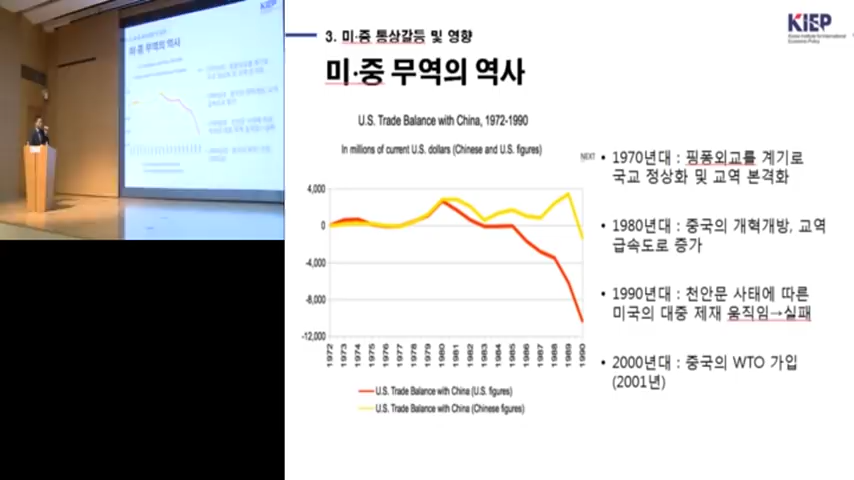 3. 미·중 통상갈등 및 영향
KIEP
Korea Institute for International
Economic Policy
미·중 무역의 역사
U.S. Trade Balance with China, 1972-1990
In millions of current U.S. dollars (Chinese and U.S. figures)
4,000
0
-4,000
-8,000
-12,000
1972 1973 1974 1975 1976 1977 1978 1979 1980 1981 1982 1983 1984 1985 1986 1987 1988 1989 1990
U.S. Trade Balance with China (U.S. figures)
U.S. Trade Balance with China (Chinese figures)
NEXT
• 1970년대 : 핑퐁외교를 계기로
국교 정상화 및 교역 본격화
• 1980년대 : 중국의 개혁개방, 교역
급속도로 증가
• 1990년대 : 천안문 사태에 따른
미국의 대중 제재 움직임→실패
• 2000년대 : 중국의 WTO 가입
(2001년)
KIEP
미·중 무역의 역사